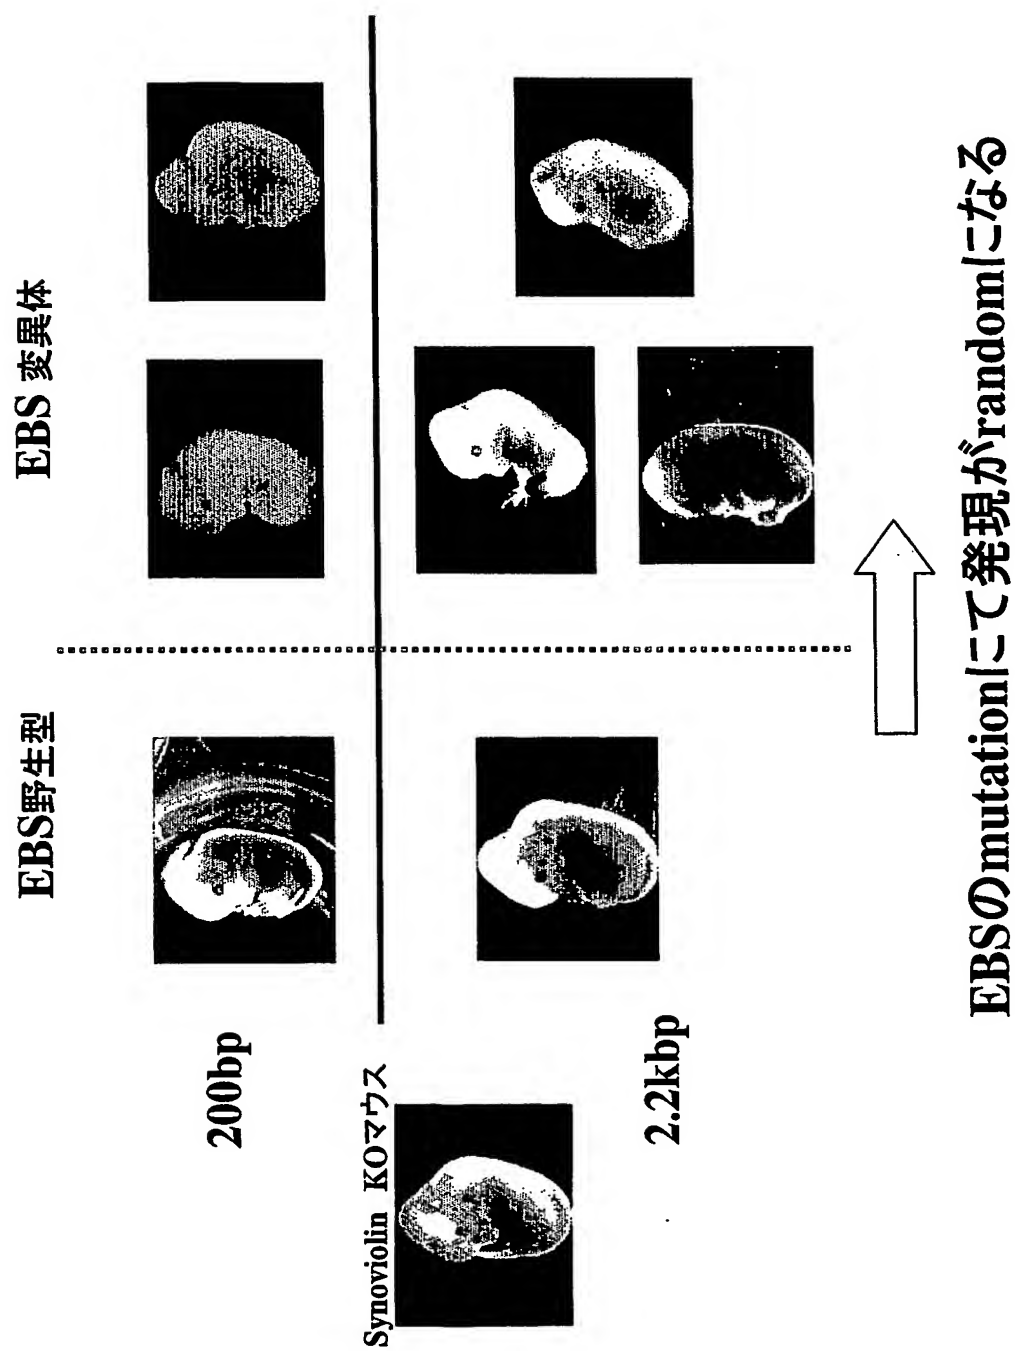 EBS野生型
EBS 変異体
200bp
Synoviolin KOマウス
2.2kbp
EBSのmutationにて発現がrandomになる